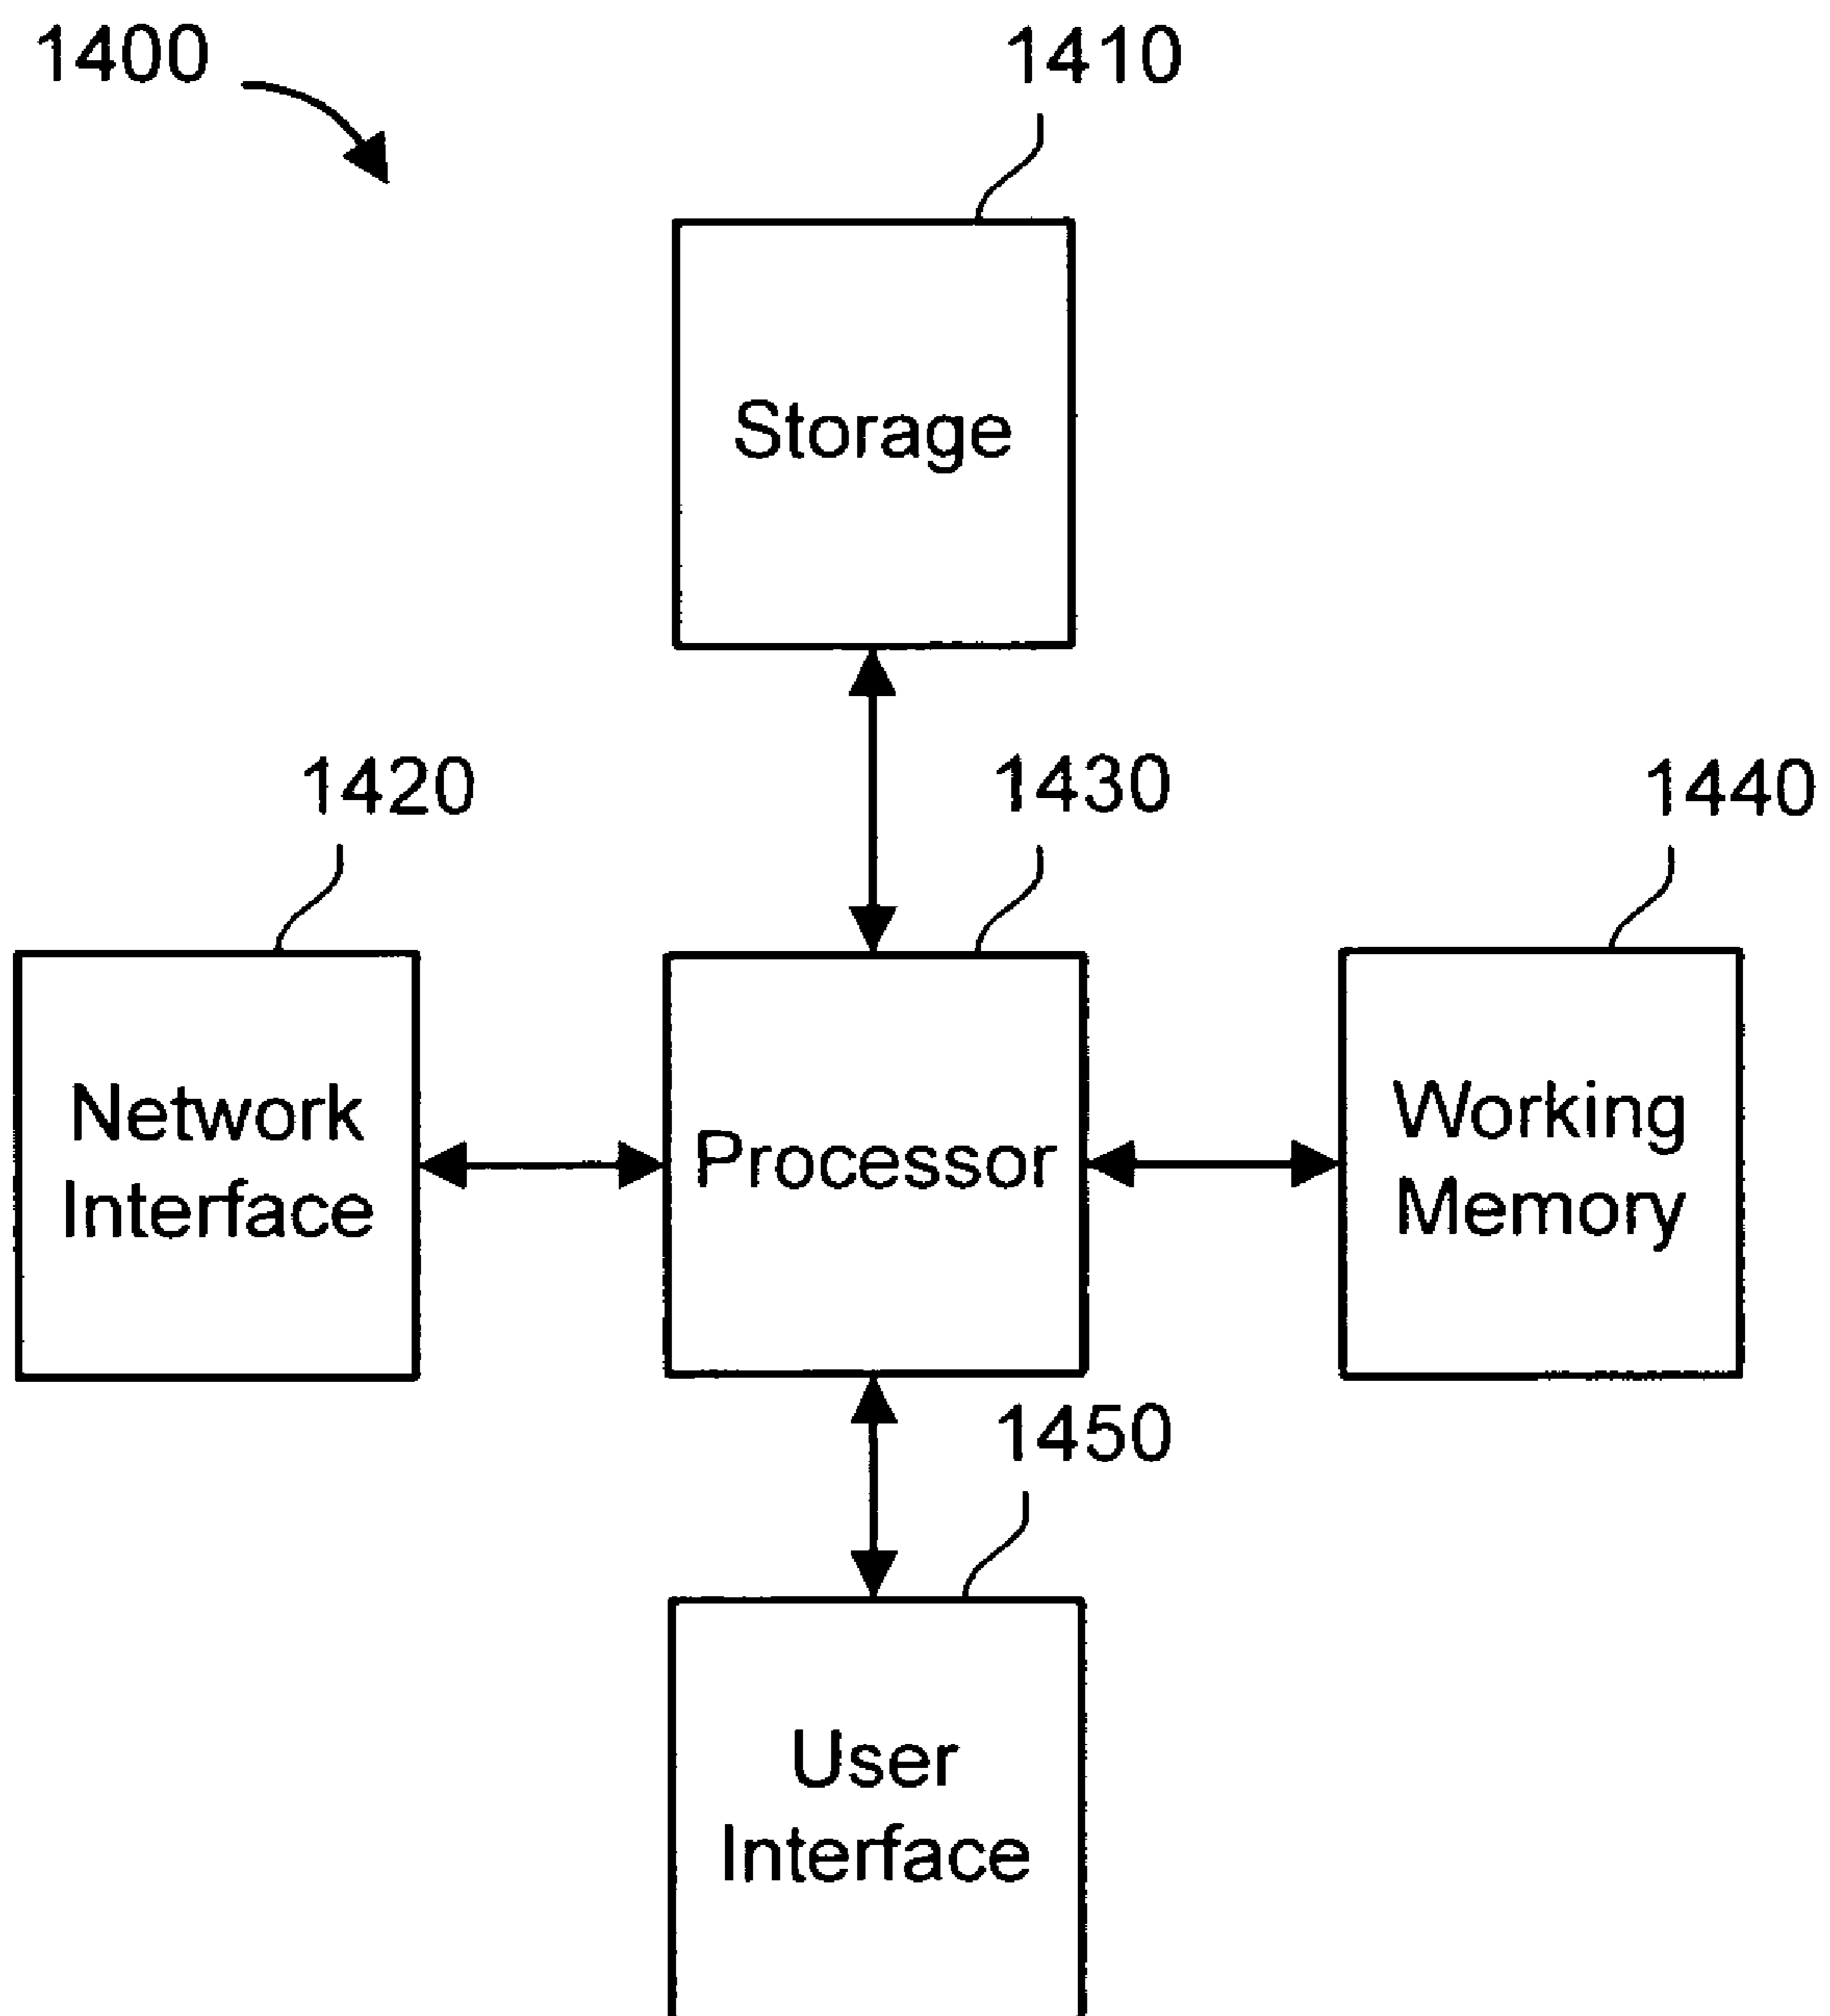 1400
1410
Storage
1420
1430
1440
Network
Interface
Processor
Working
Memory
1450
User
Interface